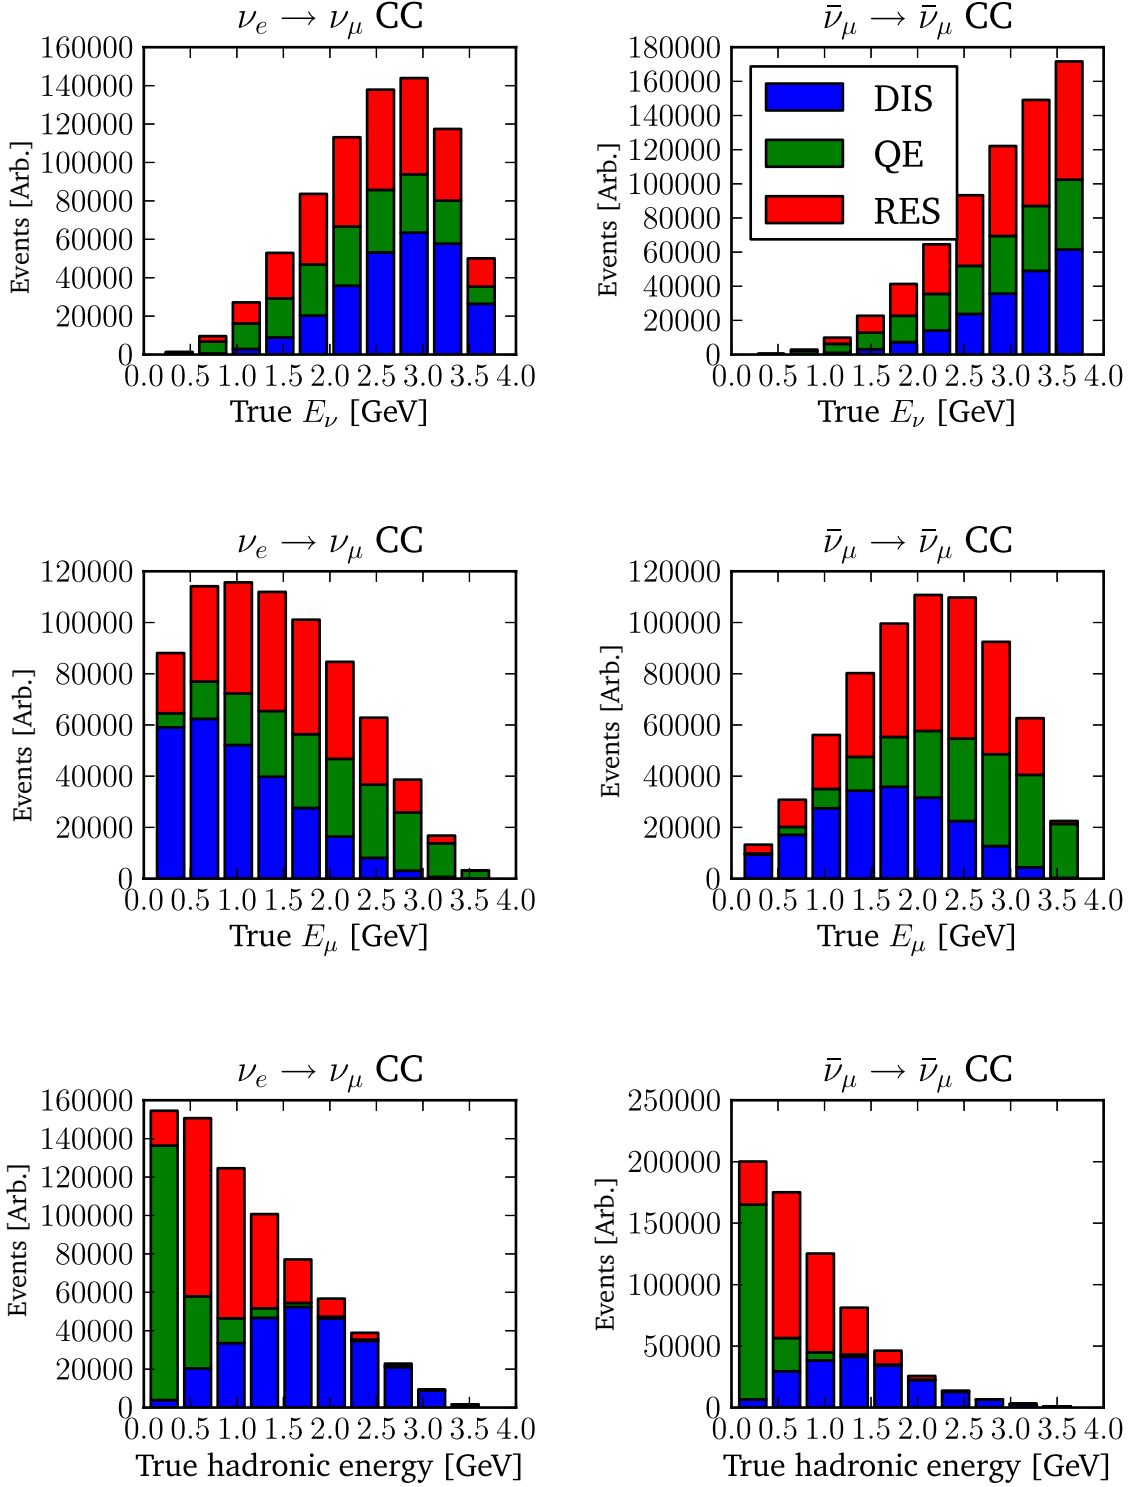 νe → νμ CC
160000
140000
120000
100000
80000
60000
40000
20000
0
Events [Arb.]
0.0 0.5 1.0 1.5 2.0 2.5 3.0 3.5 4.0
True Eν [GeV]
ν̄μ → ν̄μ CC
180000
160000
140000
120000
100000
80000
60000
40000
20000
0
Events [Arb.]
DIS
QE
RES
0.0 0.5 1.0 1.5 2.0 2.5 3.0 3.5 4.0
True Eν [GeV]
νe → νμ CC
120000
100000
80000
60000
40000
20000
0
Events [Arb.]
0.0 0.5 1.0 1.5 2.0 2.5 3.0 3.5 4.0
True Eμ [GeV]
ν̄μ → ν̄μ CC
120000
100000
80000
60000
40000
20000
0
Events [Arb.]
0.0 0.5 1.0 1.5 2.0 2.5 3.0 3.5 4.0
True Eμ [GeV]
νe → νμ CC
160000
140000
120000
100000
80000
60000
40000
20000
0
Events [Arb.]
0.0 0.5 1.0 1.5 2.0 2.5 3.0 3.5 4.0
True hadronic energy [GeV]
ν̄μ → ν̄μ CC
250000
200000
150000
100000
50000
0
Events [Arb.]
0.0 0.5 1.0 1.5 2.0 2.5 3.0 3.5 4.0
True hadronic energy [GeV]